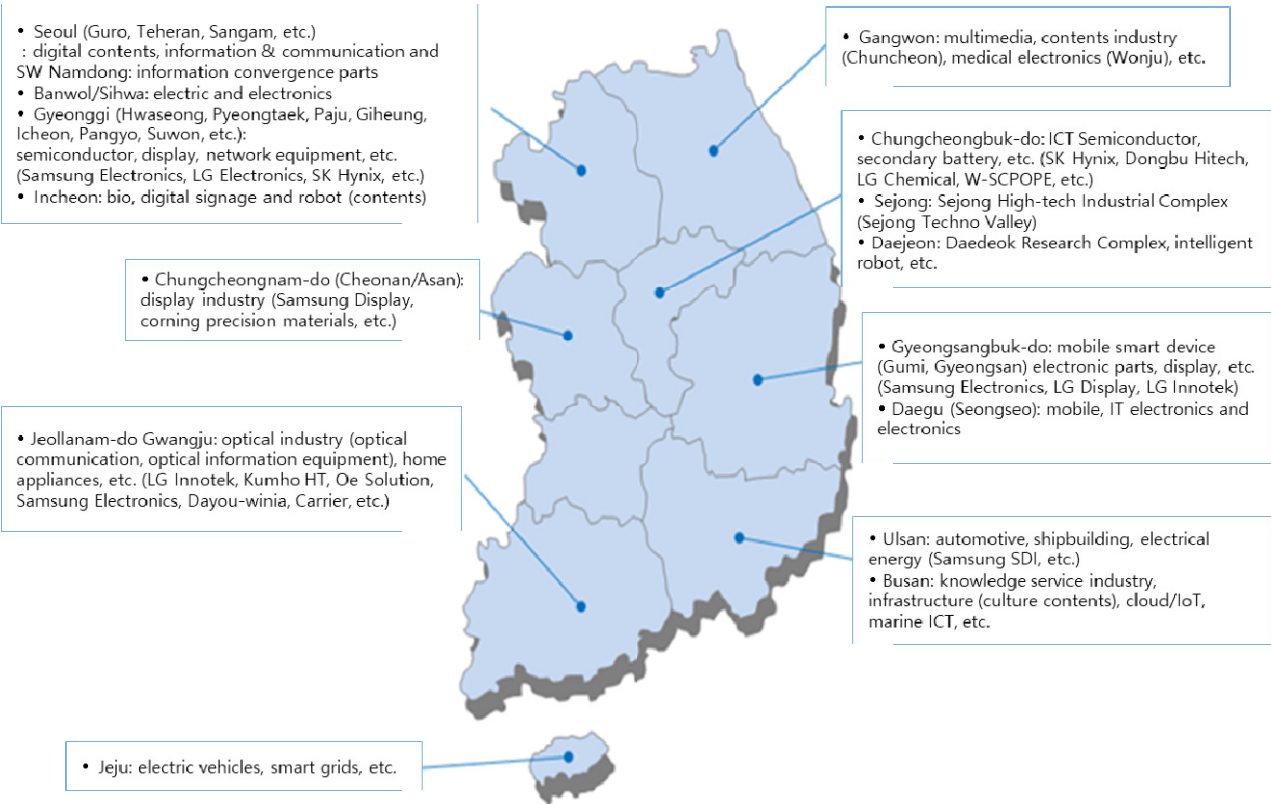 • Seoul (Guro, Teheran, Sangam, etc.)
: digital contents, information & communication and
SW Namdong: information convergence parts
• Banwol/Sihwa: electric and electronics
• Gyeonggi (Hwaseong, Pyeongtaek, Paju, Giheung,
Icheon, Pangyo, Suwon, etc.):
semiconductor, display, network equipment, etc.
(Samsung Electronics, LG Electronics, SK Hynix, etc.)
• Incheon: bio, digital signage and robot (contents)
• Gangwon: multimedia, contents industry
(Chuncheon), medical electronics (Wonju), etc.
• Chungcheongbuk-do: ICT Semiconductor,
secondary battery, etc. (SK Hynix, Dongbu Hitech,
LG Chemical, W-SCPOPE, etc.)
• Sejong: Sejong High-tech Industrial Complex
(Sejong Techno Valley)
• Daejeon: Daedeok Research Complex, intelligent
robot, etc.
• Chungcheongnam-do (Cheonan/Asan):
display industry (Samsung Display,
corning precision materials, etc.)
• Gyeongsangbuk-do: mobile smart device
(Gumi, Gyeongsan) electronic parts, display, etc.
(Samsung Electronics, LG Display, LG Innotek)
• Daegu (Seongseo): mobile, IT electronics and
electronics
• Jeollanam-do Gwangju: optical industry (optical
communication, optical information equipment), home
appliances, etc. (LG Innotek, Kumho HT, Oe Solution,
Samsung Electronics, Dayou-winia, Carrier, etc.)
• Ulsan: automotive, shipbuilding, electrical
energy (Samsung SDI, etc.)
• Busan: knowledge service industry,
infrastructure (culture contents), cloud/IoT,
marine ICT, etc.
• Jeju: electric vehicles, smart grids, etc.